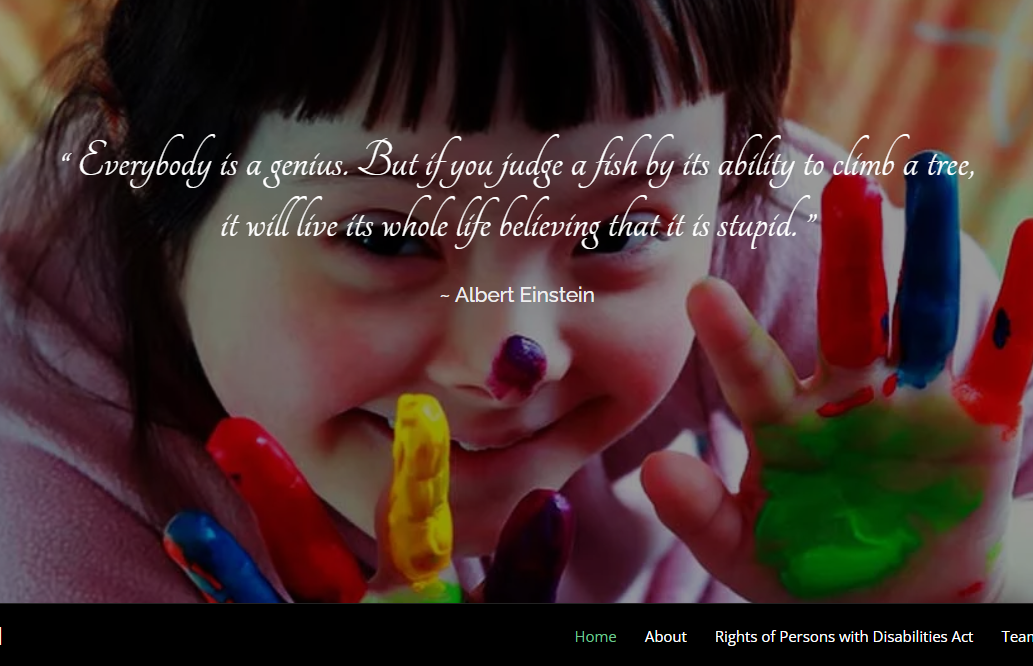 “ Everybody is a genius. But if you judge a fish by its ability to climb a tree,
it will live its whole life believing that it is stupid. ”
~ Albert Einstein
Home About Rights of Persons with Disabilities Act